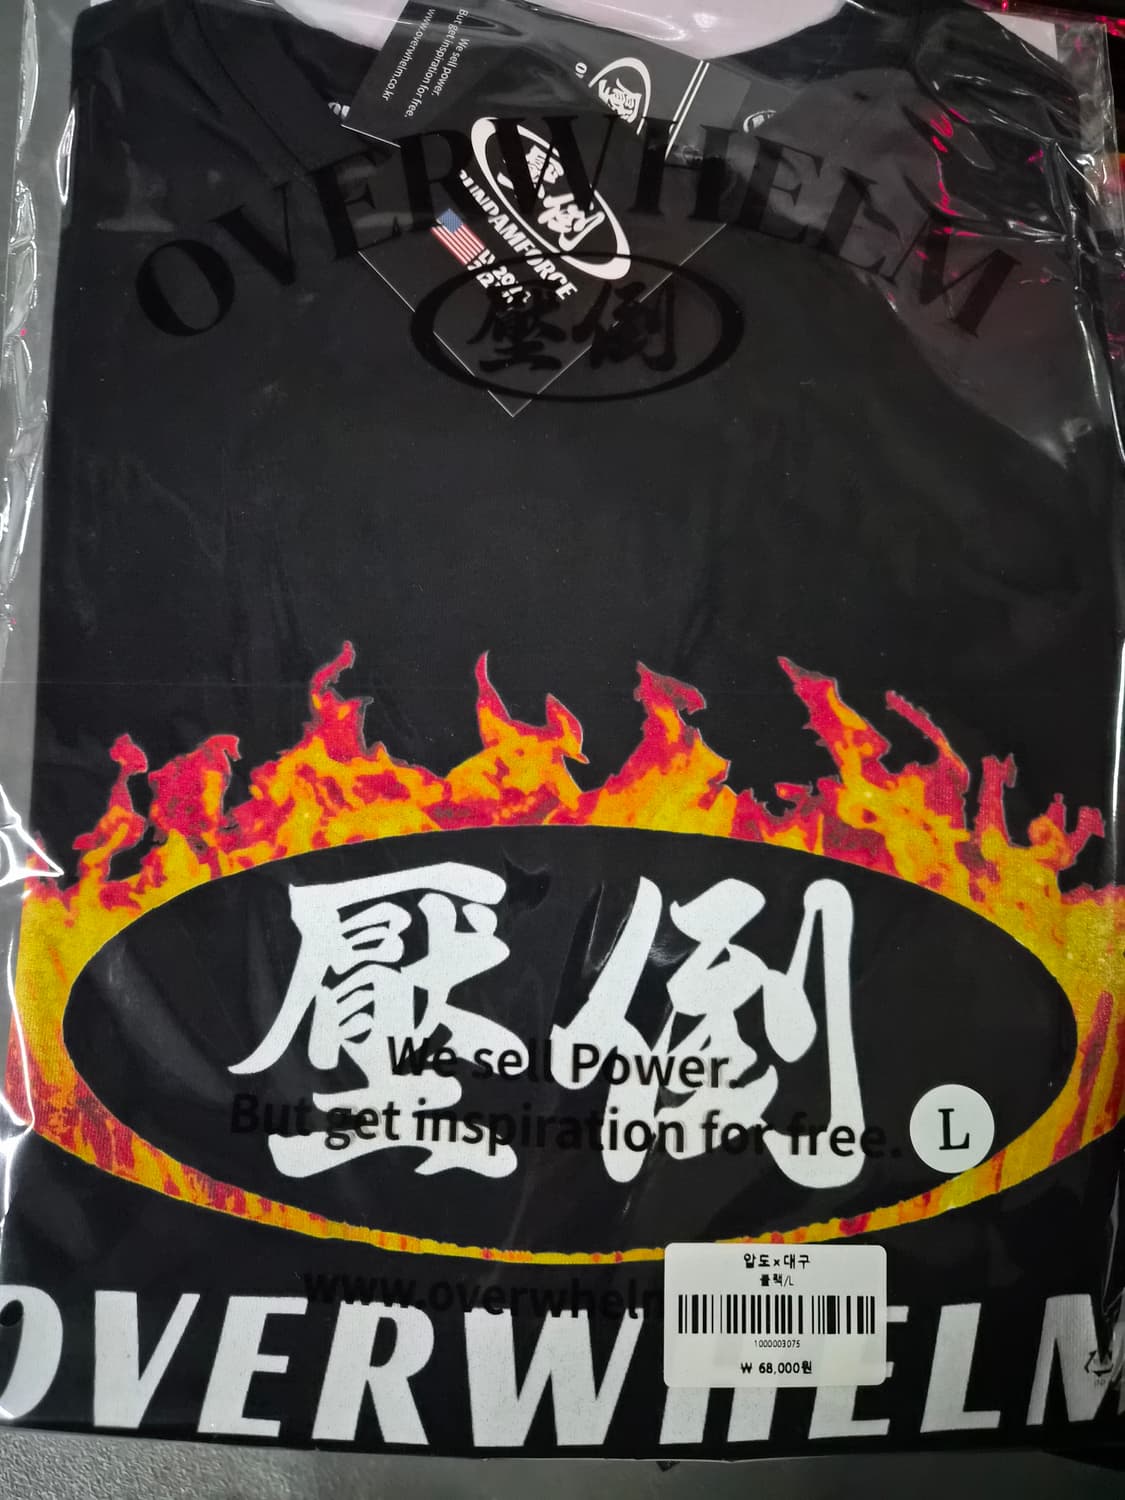 We sell power.
But get inspiration for free.
www.overwhelm.co.kr
壓倒
OVERWHELM
壓倒
壓倒
We sell Power.
But get inspiration for free.
L
압도×대구
블랙/L
1000003075
₩ 68,000원
www.overwhelm
OVERWHELM